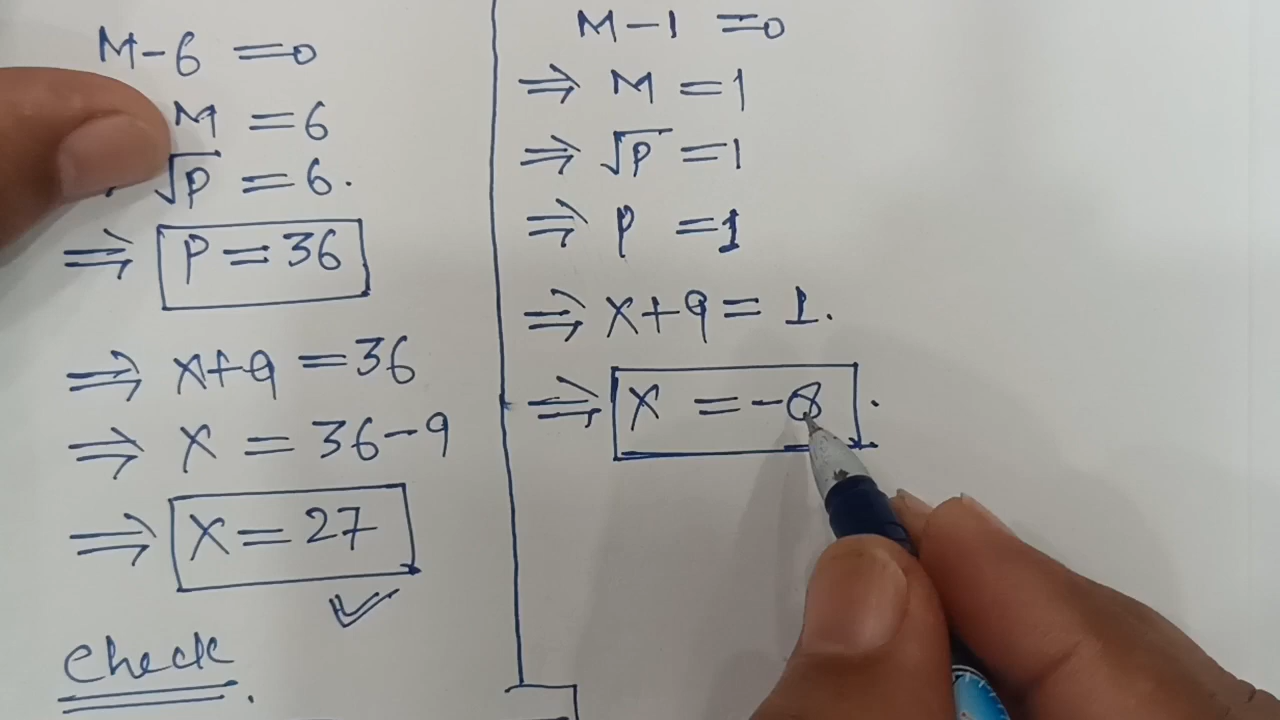 M-6 =0
M =6
√P =6.
⇒ P=36
⇒ x+9 =36
⇒ x = 36-9
⇒ x=27
Check.
M-1 =0
⇒ M =1
⇒ √P =1
⇒ P =1
⇒ x+9= 1.
⇒ x =-8.